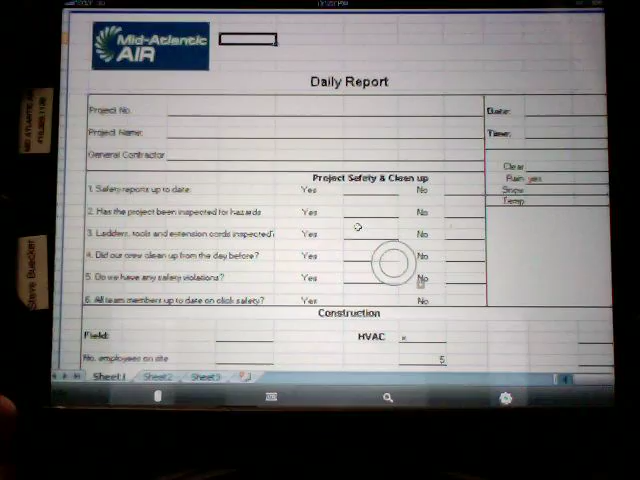 Mid-Atlantic
AIR
Daily Report
Project No.
Date:
Project Name:
Time:
General Contractor
Clear
Project Safety & Clean up
Rain yes
1. Safety reports up to date
Yes
No
Snow
Temp
2. Has the project been inspected for hazards
Yes
No
3. Ladders, tools and extension cords inspected?
Yes
No
4. Did our crew clean up from the day before?
Yes
No
5. Do we have any safety violations?
Yes
No
6. All team members up to date on click safety?
Yes
No
Construction
Field:
HVAC
x
No. employees on site
5
Sheet1
Sheet2
Sheet3
Steve Buecker